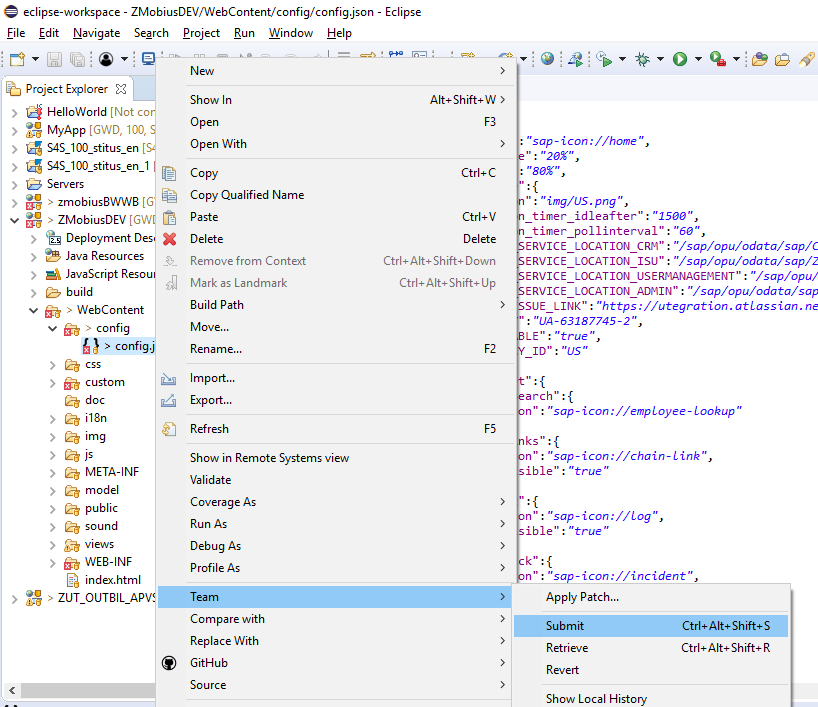 eclipse-workspace - ZMobiusDEV/WebContent/config/config.json - Eclipse
File Edit Navigate Search Project Run Window Help
Project Explorer
HelloWorld [Not con
MyApp [GWD, 100, S
S4S_100_stitus_en [S4
S4S_100_stitus_en_1
Servers
> zmobiusBWWB [G
> ZMobiusDEV [GWD
Deployment Des
Java Resources
JavaScript Resour
build
> WebContent
> config
> config.j
css
custom
doc
i18n
img
js
META-INF
model
public
sound
views
WEB-INF
index.html
> ZUT_OUTBIL_APVS
New
Show In Alt+Shift+W
Open F3
Open With
Copy Ctrl+C
Copy Qualified Name
Paste Ctrl+V
Delete Delete
Remove from Context Ctrl+Alt+Shift+Down
Mark as Landmark Ctrl+Alt+Shift+Up
Build Path
Move...
Rename... F2
Import...
Export...
Refresh F5
Show in Remote Systems view
Validate
Coverage As
Run As
Debug As
Profile As
Team
Compare with
Replace With
GitHub
Source
Apply Patch...
Submit Ctrl+Alt+Shift+S
Retrieve Ctrl+Alt+Shift+R
Revert
Show Local History
:"sap-icon://home",
e":"20%",
":"80%",
":{
n":"img/US.png",
n_timer_idleafter":"1500",
n_timer_pollinterval":"60",
SERVICE_LOCATION_CRM":"/sap/opu/odata/sap/C
SERVICE_LOCATION_ISU":"/sap/opu/odata/sap/Z
SERVICE_LOCATION_USERMANAGEMENT":"/sap/opu/
SERVICE_LOCATION_ADMIN":"/sap/opu/odata/sap
SSUE_LINK":"https://utegration.atlassian.ne
":"UA-63187745-2",
BLE":"true",
Y_ID":"US"
t":{
earch":{
on":"sap-icon://employee-lookup"
nks":{
on":"sap-icon://chain-link",
sible":"true"
":{
on":"sap-icon://log",
sible":"true"
ck":{
on":"sap-icon://incident",